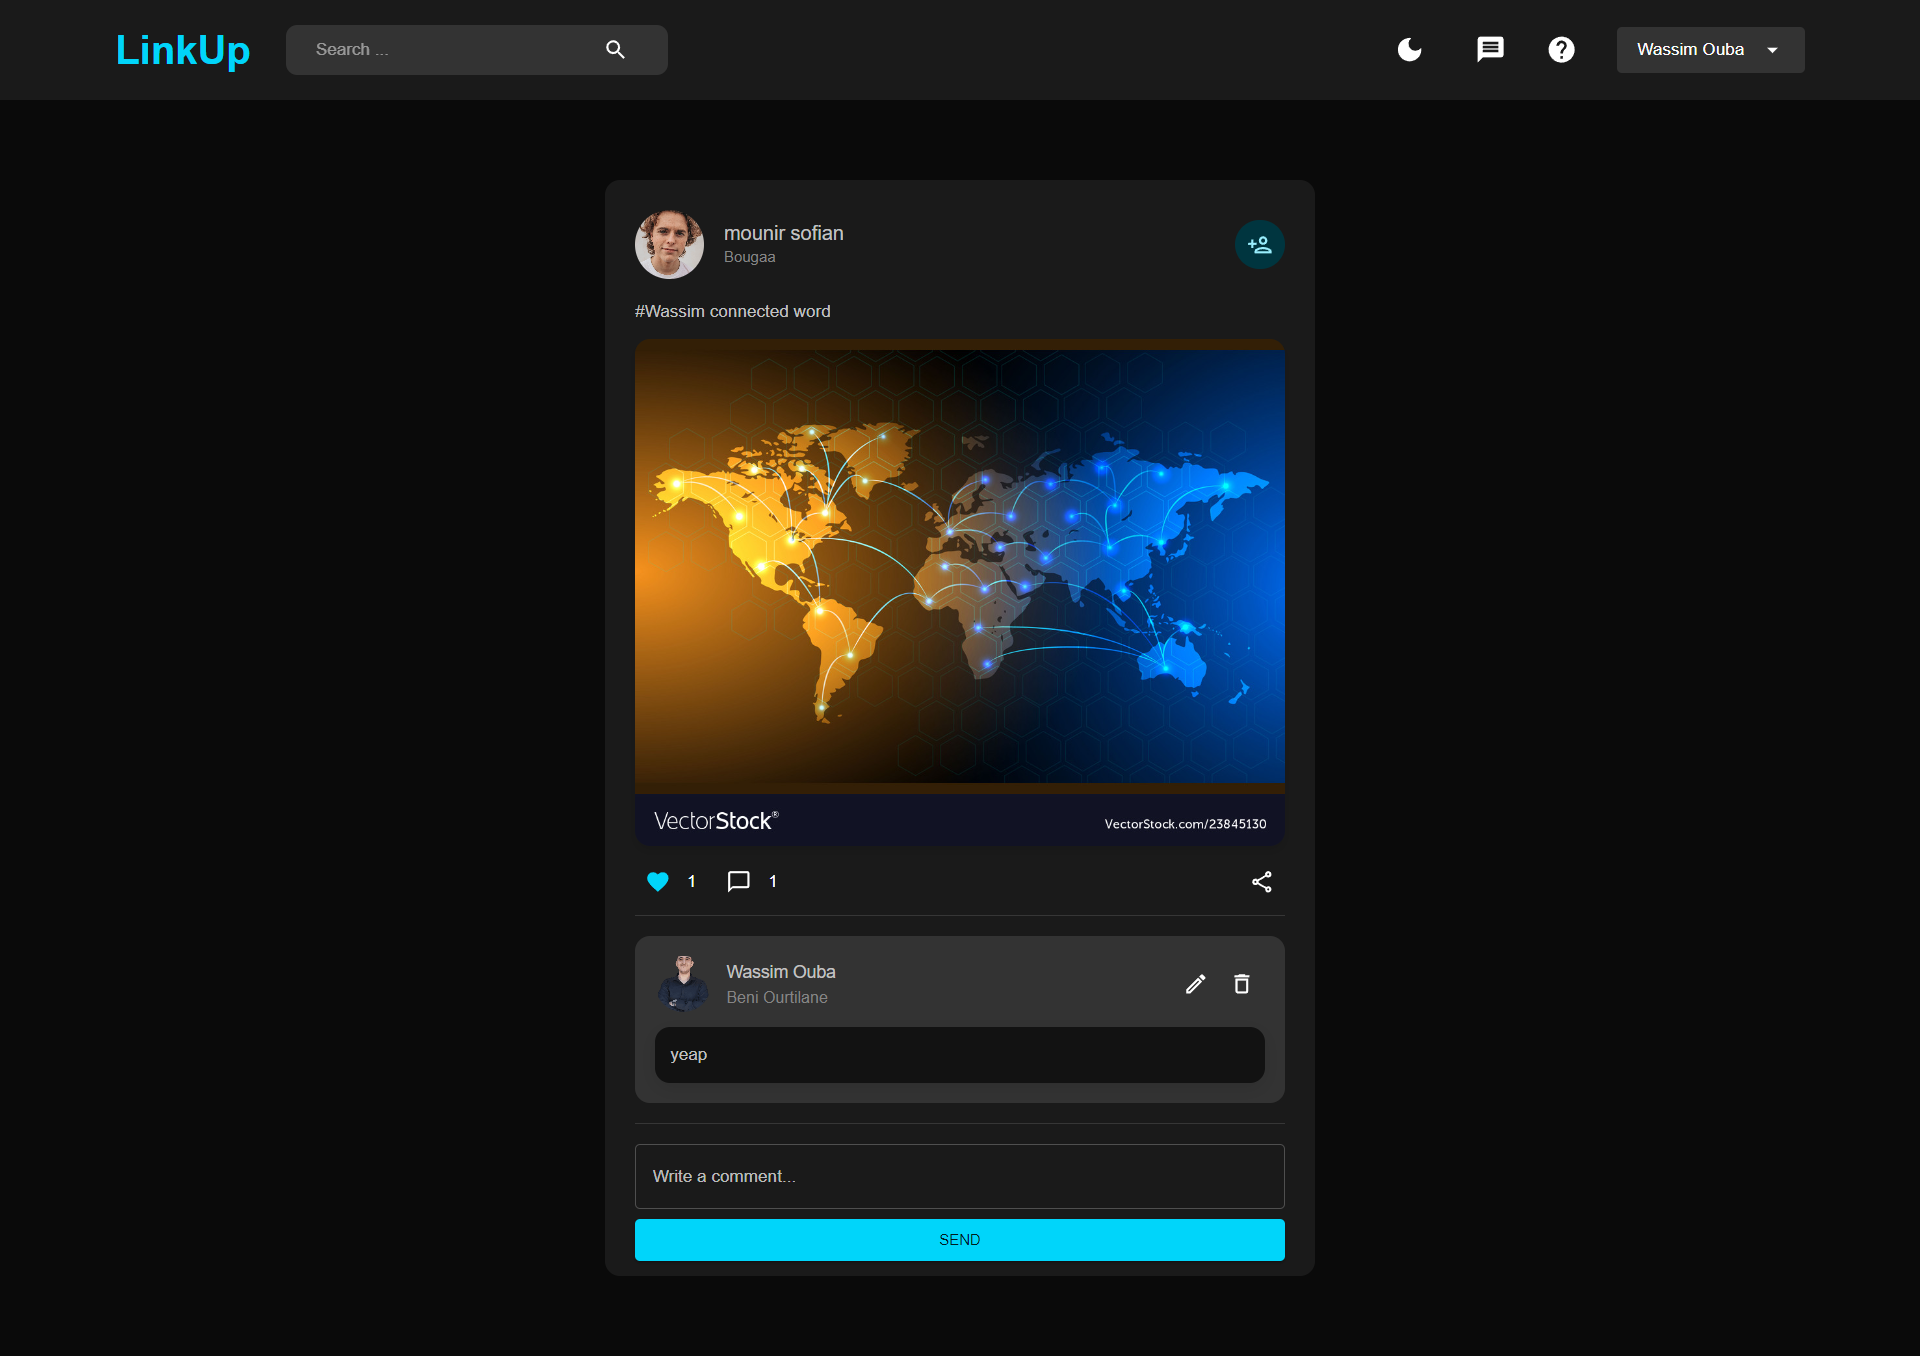 LinkUp
Search ...
Wassim Ouba
mounir sofian
Bougaa
#Wassim connected word
VectorStock®
VectorStock.com/23845130
1
1
Wassim Ouba
Beni Ourtilane
yeap
Write a comment...
SEND